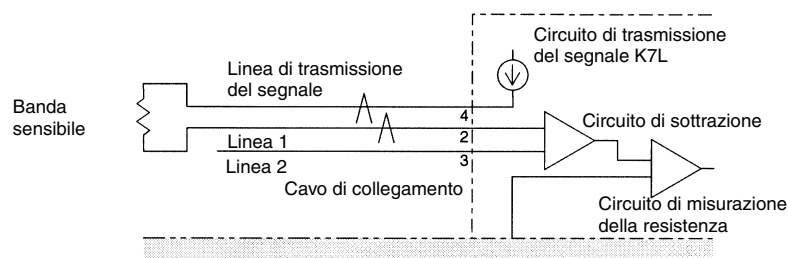 Circuito di trasmissione
del segnale K7L
Linea di trasmissione
del segnale
Banda
sensibile
4
Circuito di sottrazione
2
Linea 1
3
Linea 2
Cavo di collegamento
Circuito di misurazione
della resistenza